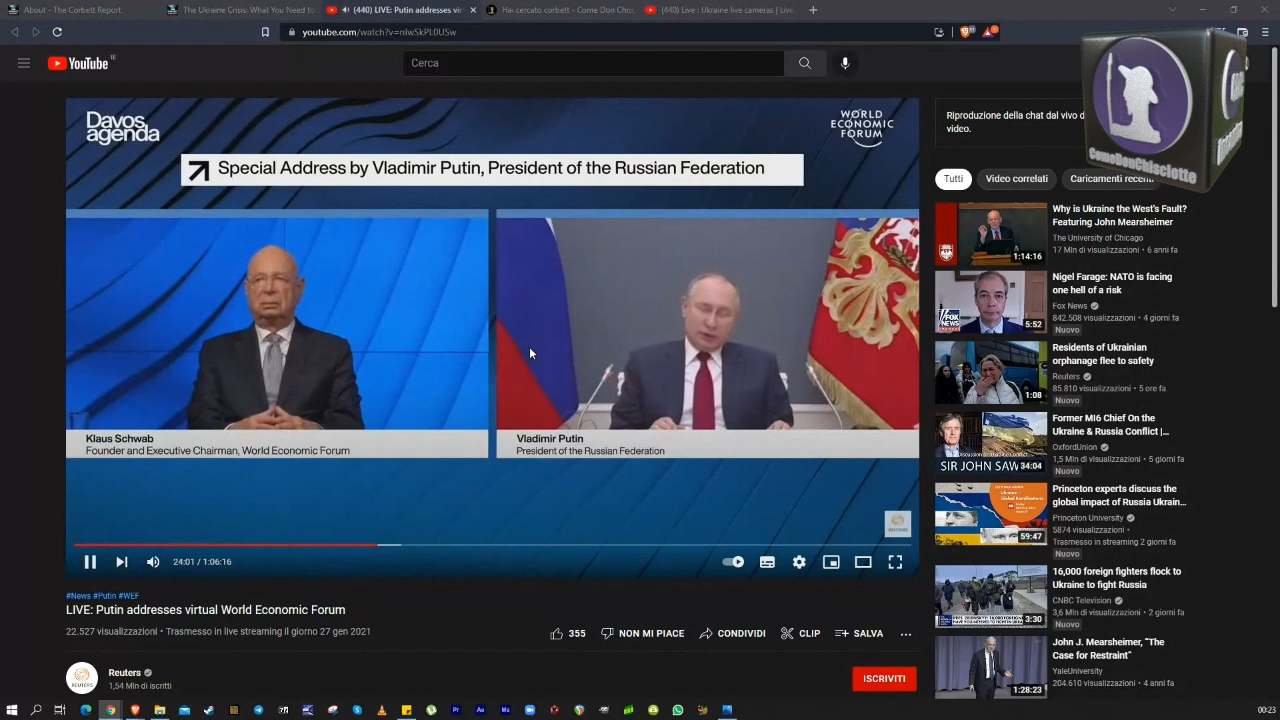 About - The Corbett Report
The Ukraine Crisis: What You Need to
(440) LIVE: Putin addresses vir
Hai cercato corbett - Come Don Chisc
(440) Live : Ukraine live cameras | Live
youtube.com/watch?v=nIwSkPL0USw
YouTube
IT
Cerca
Davos
agenda
WORLD
ECONOMIC
FORUM
Special Address by Vladimir Putin, President of the Russian Federation
Klaus Schwab
Founder and Executive Chairman, World Economic Forum
Vladimir Putin
President of the Russian Federation
24:01 / 1:06:16
#News #Putin #WEF
LIVE: Putin addresses virtual World Economic Forum
22.527 visualizzazioni • Trasmesso in live streaming il giorno 27 gen 2021
355
NON MI PIACE
CONDIVIDI
CLIP
SALVA
REUTERS
Reuters
1,54 Mln di iscritti
ISCRIVITI
Riproduzione della chat dal vivo d
video.
ComeDonChisciotte
Tutti
Video correlati
Caricamenti recenti
Why is Ukraine the West's Fault?
Featuring John Mearsheimer
The University of Chicago
17 Mln di visualizzazioni • 6 anni fa
1:14:16
Nigel Farage: NATO is facing
one hell of a risk
Fox News
842.508 visualizzazioni • 4 giorni fa
Nuovo
FOX
NEWS
5:52
Residents of Ukrainian
orphanage flee to safety
Reuters
85.810 visualizzazioni • 5 ore fa
Nuovo
1:08
Former MI6 Chief On the
Ukraine & Russia Conflict |...
OxfordUnion
1,5 Mln di visualizzazioni • 5 giorni fa
Nuovo
SIR JOHN SAW
34:04
Princeton experts discuss the
global impact of Russia Ukrain...
Princeton University
5874 visualizzazioni •
Trasmesso in streaming 2 giorni fa
Nuovo
59:47
16,000 foreign fighters flock to
Ukraine to fight Russia
CNBC Television
3,6 Mln di visualizzazioni • 2 giorni fa
Nuovo
3:30
John J. Mearsheimer, "The
Case for Restraint"
YaleUniversity
204.610 visualizzazioni • 4 anni fa
1:28:23
00:23